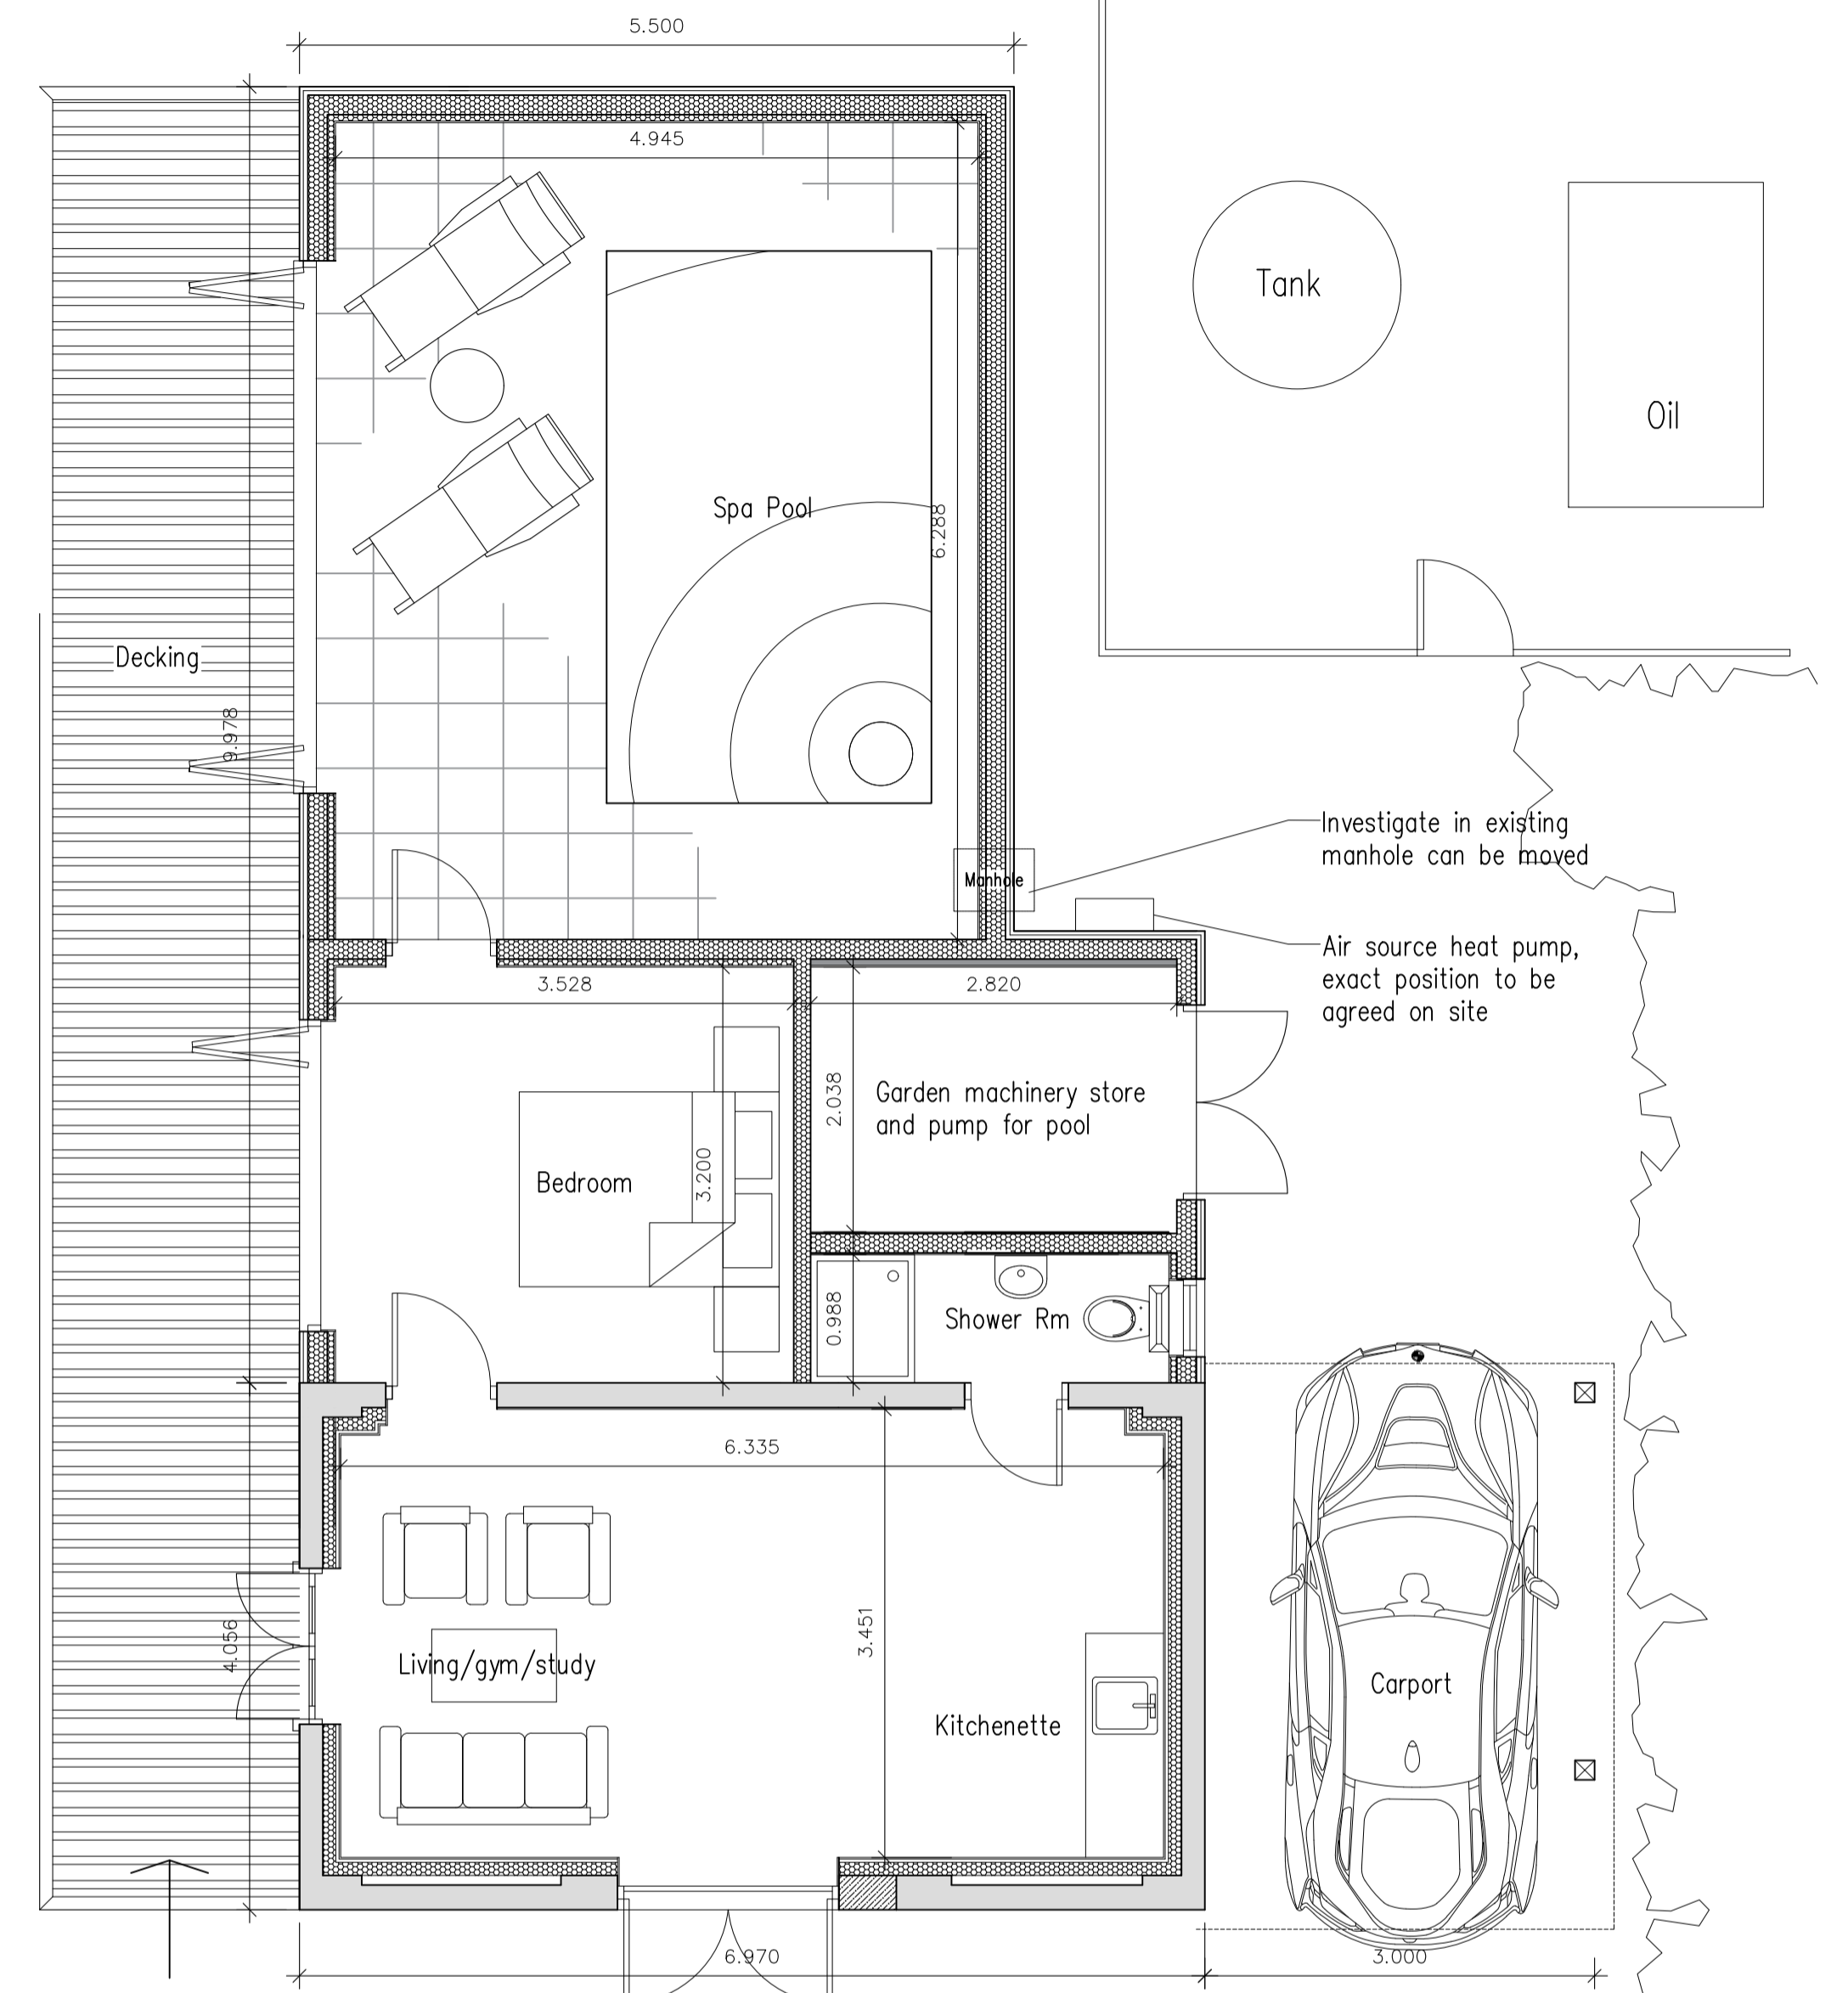 5.500
4.945
Tank
Oil
Spa Pool
6.288
Decking
9.978
Investigate in existing
manhole can be moved
Manhole
Air source heat pump,
exact position to be
agreed on site
3.528
2.820
2.038
Garden machinery store
and pump for pool
3.200
Bedroom
0.988
Shower Rm
6.335
3.451
4.056
Living/gym/study
Kitchenette
Carport
6.970
3.000